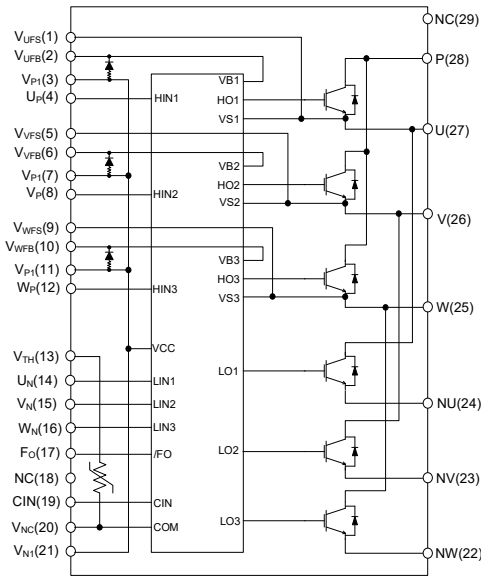 NC(29)
VUFS(1)
VUFB(2)
VP1(3)
UP(4)
VVFS(5)
VVFB(6)
VP1(7)
VP(8)
VWFS(9)
VWFB(10)
VP1(11)
WP(12)
VTH(13)
UN(14)
VN(15)
WN(16)
FO(17)
NC(18)
CIN(19)
VNC(20)
VN1(21)
HIN1
HIN2
HIN3
VCC
LIN1
LIN2
LIN3
/FO
CIN
COM
VB1
HO1
VS1
VB2
HO2
VS2
VB3
HO3
VS3
LO1
LO2
LO3
P(28)
U(27)
V(26)
W(25)
NU(24)
NV(23)
NW(22)